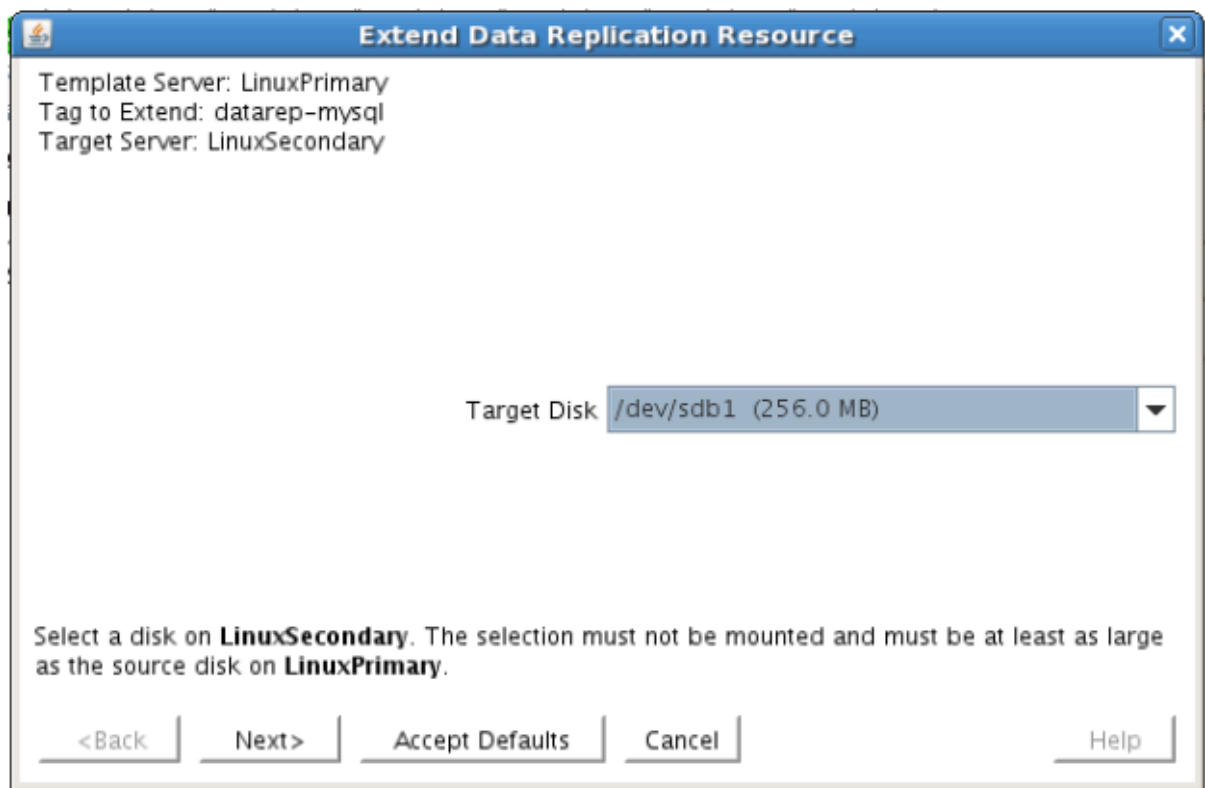 Extend Data Replication Resource
Template Server: LinuxPrimary
Tag to Extend: datarep-mysql
Target Server: LinuxSecondary
Target Disk /dev/sdb1 (256.0 MB)
Select a disk on LinuxSecondary. The selection must not be mounted and must be at least as large
as the source disk on LinuxPrimary.
<Back Next> Accept Defaults Cancel Help